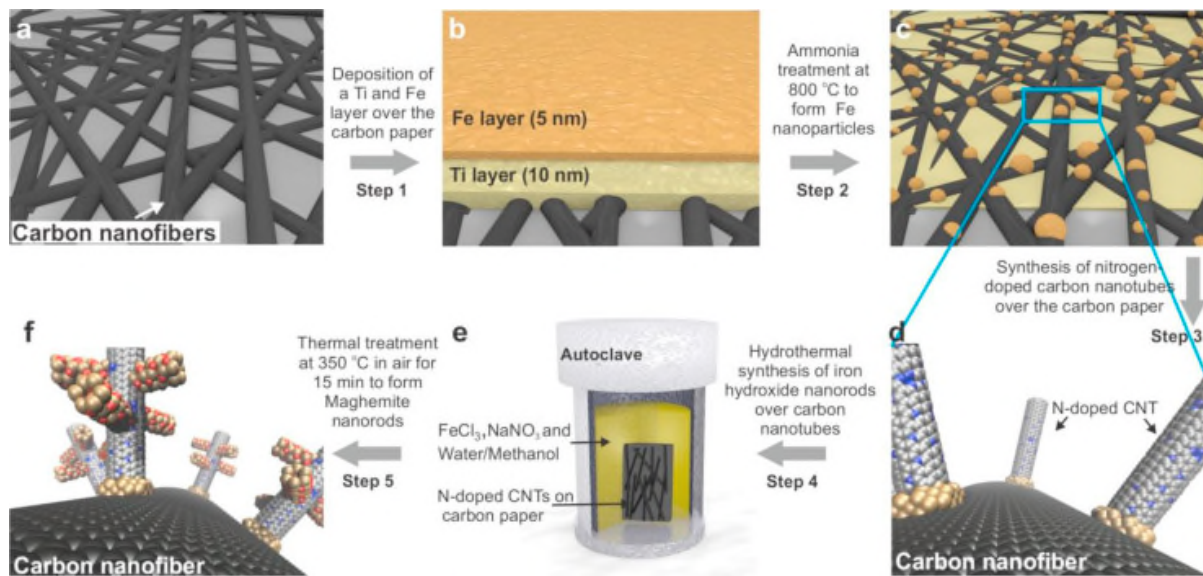 a
Carbon nanofibers
Deposition of
a Ti and Fe
layer over the
carbon paper
Step 1
b
Fe layer (5 nm)
Ti layer (10 nm)
Ammonia
treatment at
800 °C to
form Fe
nanoparticles
Step 2
c
Synthesis of nitrogen-
doped carbon nanotubes
over the carbon paper
Step 3
d
N-doped CNT
Carbon nanofiber
Hydrothermal
synthesis of iron
hydroxide nanorods
over carbon
nanotubes
Step 4
e
Autoclave
FeCl₃,NaNO₃ and
Water/Methanol
N-doped CNTs on
carbon paper
Thermal treatment
at 350 °C in air for
15 min to form
Maghemite
nanorods
Step 5
f
Carbon nanofiber